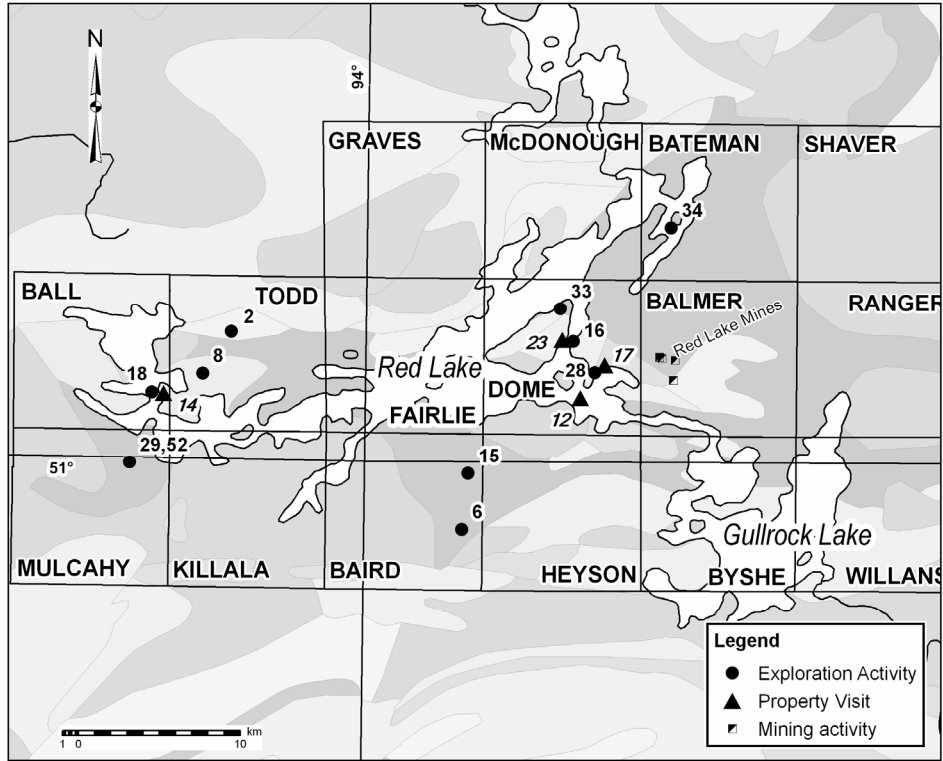 N
94°
GRAVES
McDONOUGH
BATEMAN
SHAVER
34
BALL
TODD
33
BALMER
RANGER
2
16
Red Lake Mines
23
17
8
Red Lake
28
18
DOME
14
FAIRLIE
12
29,52
51°
15
6
Gullrock Lake
MULCAHY
KILLALA
BAIRD
HEYSON
BYSHE
WILLANS
Legend
Exploration Activity
Property Visit
Mining activity
km
1 0 10